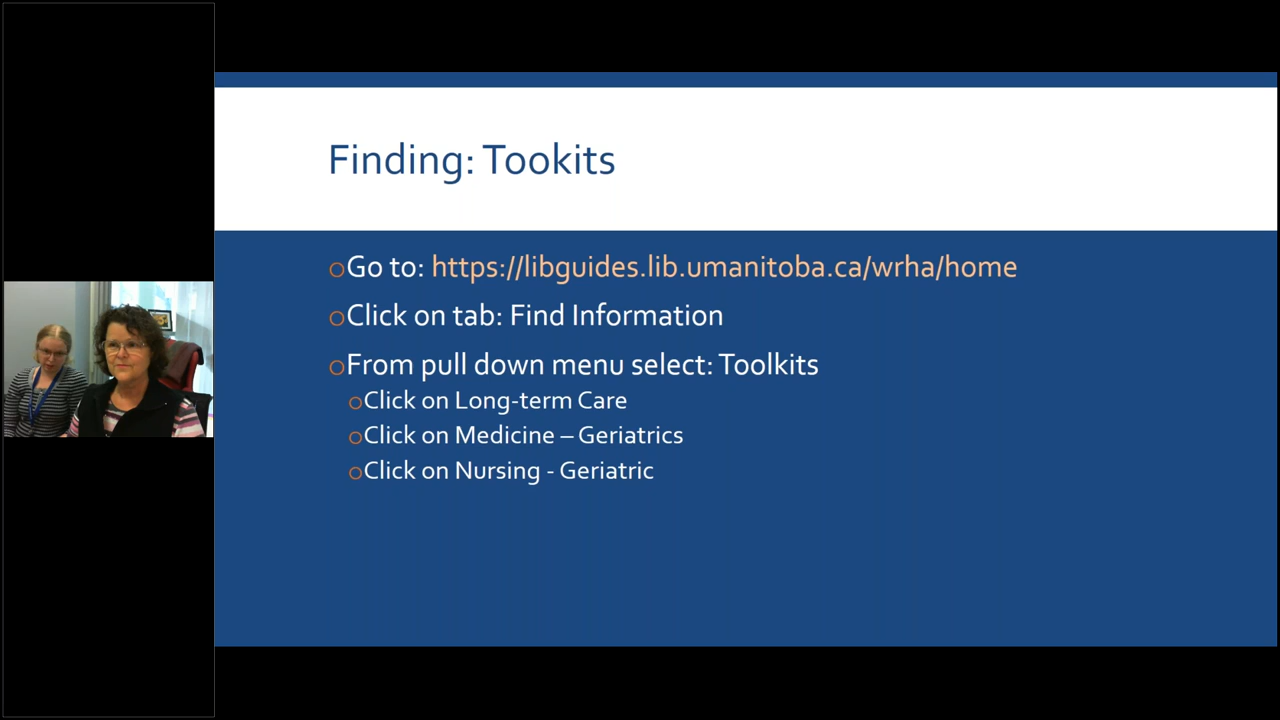 Finding: Tookits
Go to: https://libguides.lib.umanitoba.ca/wrha/home
Click on tab: Find Information
From pull down menu select: Toolkits
Click on Long-term Care
Click on Medicine – Geriatrics
Click on Nursing - Geriatric